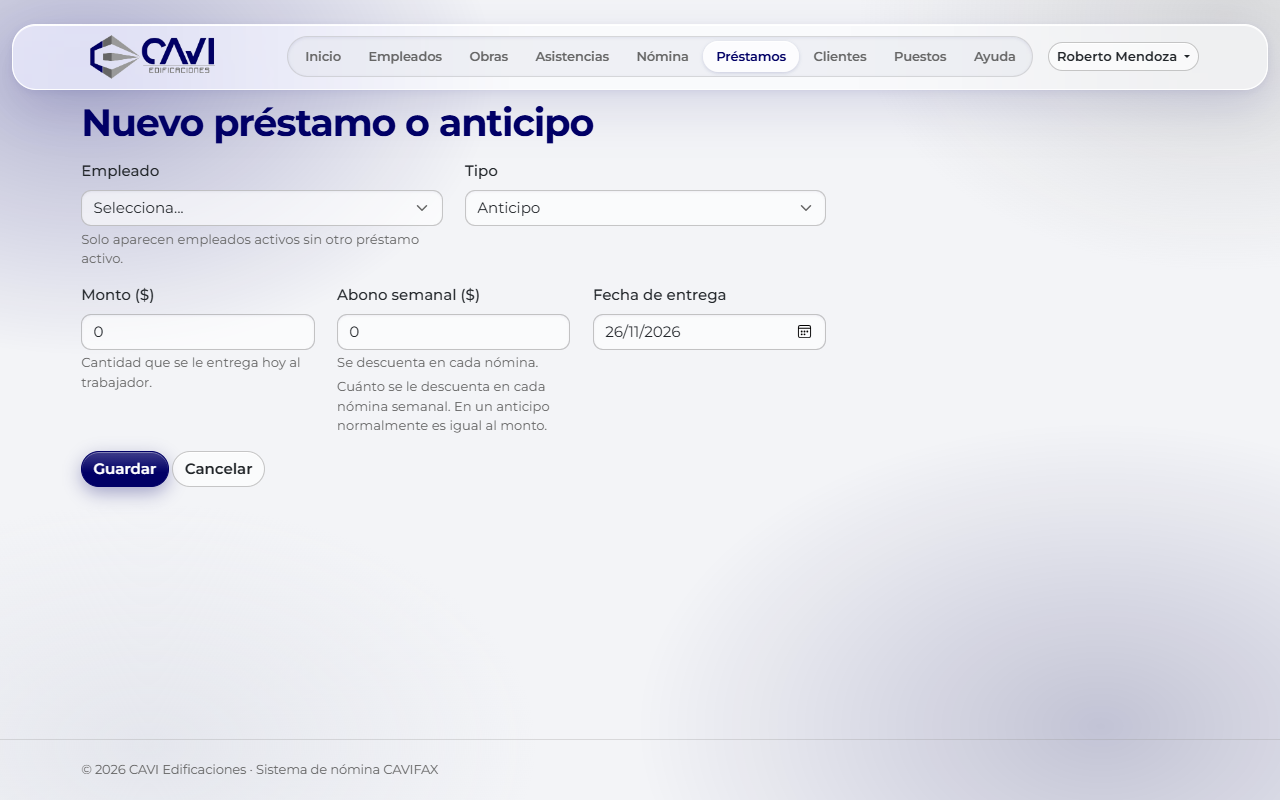 CAVI
EDIFICACIONES
Inicio
Empleados
Obras
Asistencias
Nómina
Préstamos
Clientes
Puestos
Ayuda
Roberto Mendoza
Nuevo préstamo o anticipo
Empleado
Tipo
Selecciona...
Anticipo
Solo aparecen empleados activos sin otro préstamo
activo.
Monto ($)
Abono semanal ($)
Fecha de entrega
0
0
26/11/2026
Cantidad que se le entrega hoy al
trabajador.
Se descuenta en cada nómina.
Cuánto se le descuenta en cada
nómina semanal. En un anticipo
normalmente es igual al monto.
Guardar
Cancelar
© 2026 CAVI Edificaciones · Sistema de nómina CAVIFAX